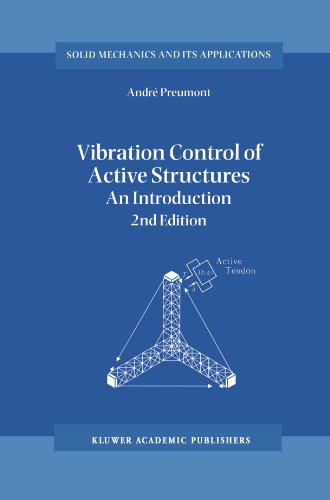 SOLID MECHANICS AND ITS APPLICATIONS
André Preumont
Vibration Control of
Active Structures
An Introduction
2nd Edition
Active
Tendon
T
δ
KLUWER ACADEMIC PUBLISHERS